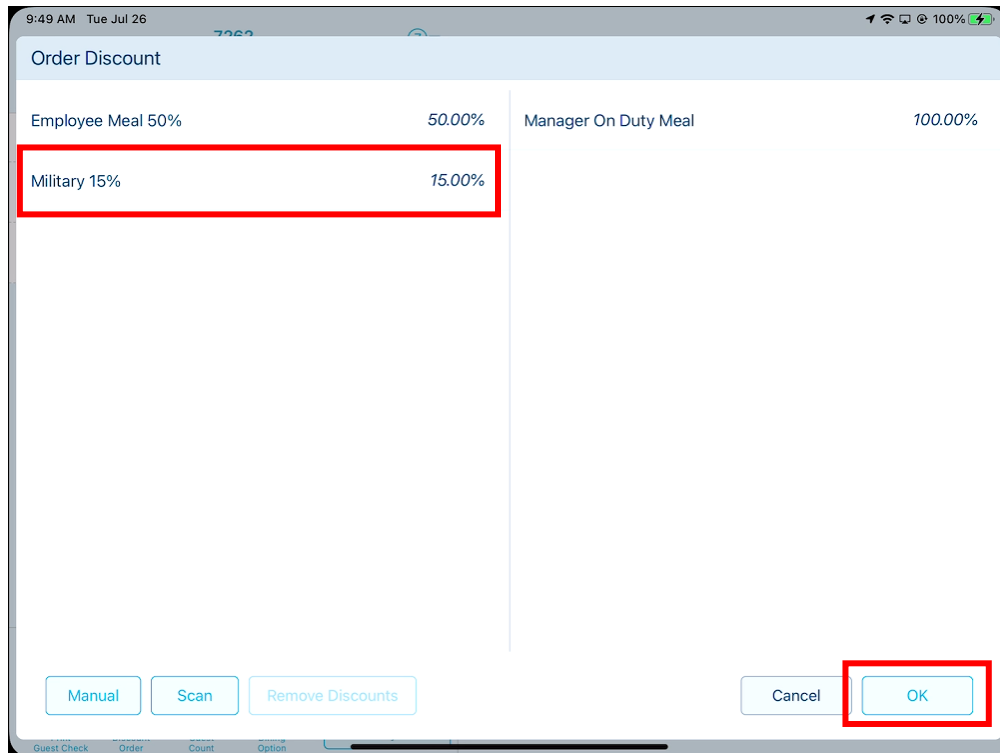 9:49 AM Tue Jul 26
100%
Order Discount
Employee Meal 50% 50.00%
Manager On Duty Meal 100.00%
Military 15% 15.00%
Manual
Scan
Remove Discounts
Cancel
OK
Guest Check
Order
Count
Option